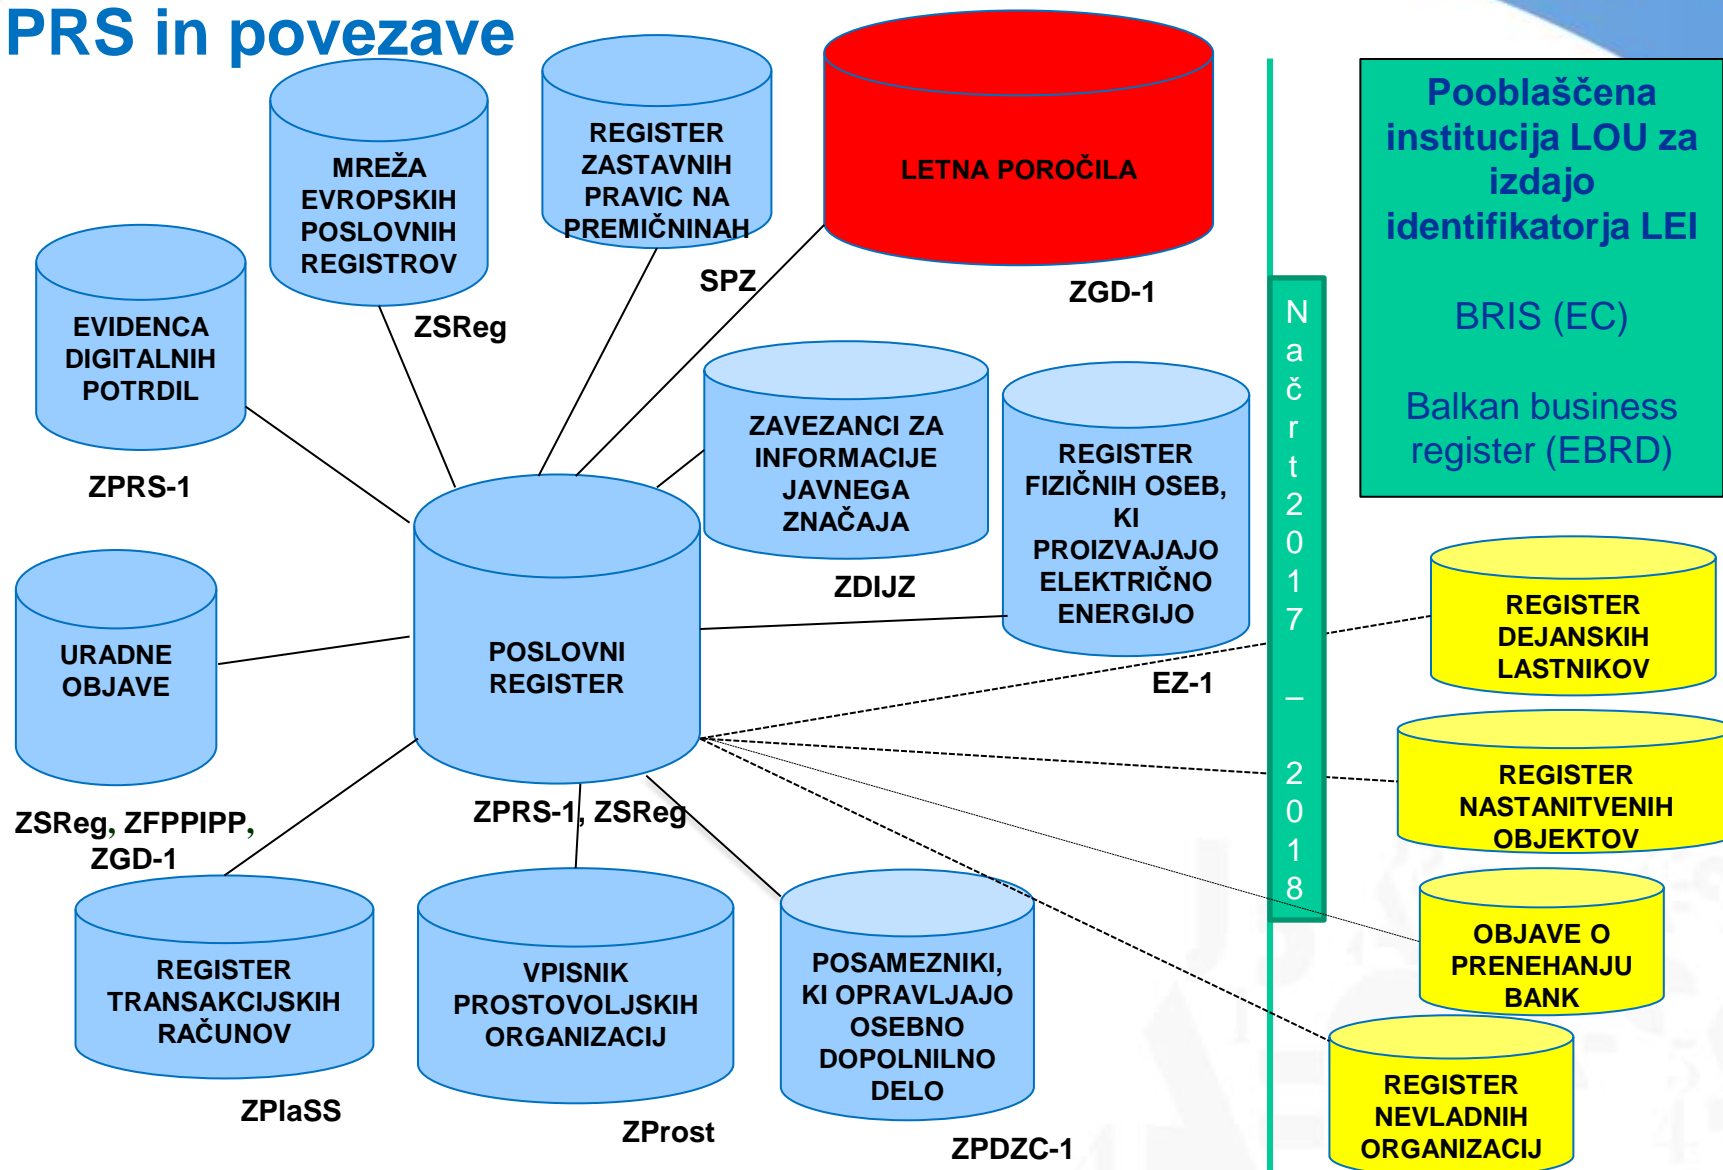 PRS in povezave
MREŽA
EVROPSKIH
POSLOVNIH
REGISTROV
ZSReg
REGISTER
ZASTAVNIH
PRAVIC NA
PREMIČNINAH
SPZ
LETNA POROČILA
ZGD-1
EVIDENCA
DIGITALNIH
POTRDIL
ZPRS-1
ZAVEZANCI ZA
INFORMACIJE
JAVNEGA
ZNAČAJA
ZDIJZ
REGISTER
FIZIČNIH OSEB,
KI
PROIZVAJAJO
ELEKTRIČNO
ENERGIJO
EZ-1
URADNE
OBJAVE
ZSReg, ZFPPIPP,
ZGD-1
POSLOVNI
REGISTER
ZPRS-1, ZSReg
REGISTER
TRANSAKCIJSKIH
RAČUNOV
ZPlaSS
VPISNIK
PROSTOVOLJSKIH
ORGANIZACIJ
ZProst
POSAMEZNIKI,
KI OPRAVLJAJO
OSEBNO
DOPOLNILNO
DELO
ZPDZC-1
N
a
č
r
t
2
0
1
7
–
2
0
1
8
Pooblaščena
institucija LOU za
izdajo
identifikatorja LEI
BRIS (EC)
Balkan business
register (EBRD)
REGISTER
DEJANSKIH
LASTNIKOV
REGISTER
NASTANITVENIH
OBJEKTOV
OBJAVE O
PRENEHANJU
BANK
REGISTER
NEVLADNIH
ORGANIZACIJ